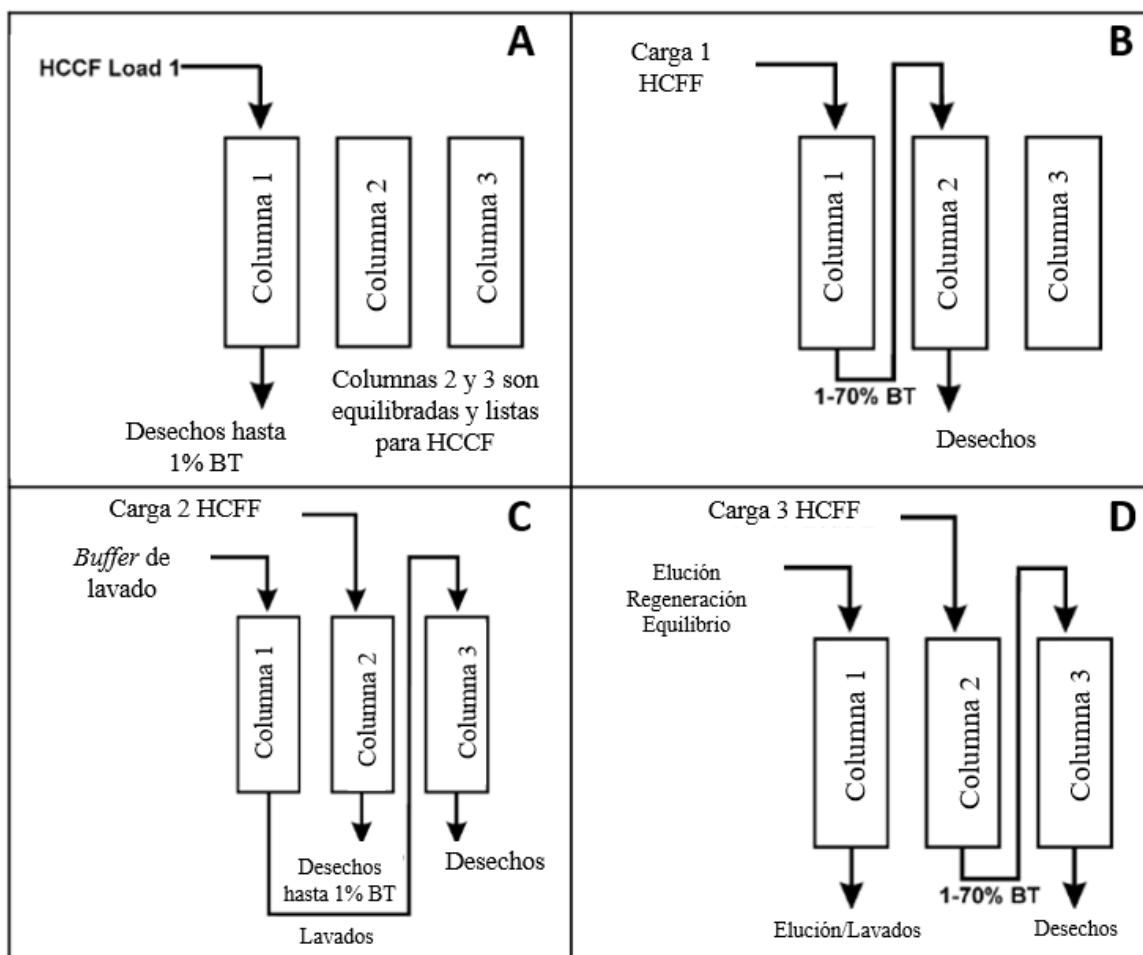 A
HCCF Load 1
Columna 1
Columna 2
Columna 3
Desechos hasta
1% BT
Columnas 2 y 3 son
equilibradas y listas
para HCCF
B
Carga 1
HCFF
Columna 1
Columna 2
Columna 3
1-70% BT
Desechos
C
Carga 2 HCFF
Buffer de
lavado
Columna 1
Columna 2
Columna 3
Desechos
hasta 1% BT
Desechos
Lavados
D
Carga 3 HCFF
Elución
Regeneración
Equilibrio
Columna 1
Columna 2
Columna 3
1-70% BT
Elución/Lavados
Desechos